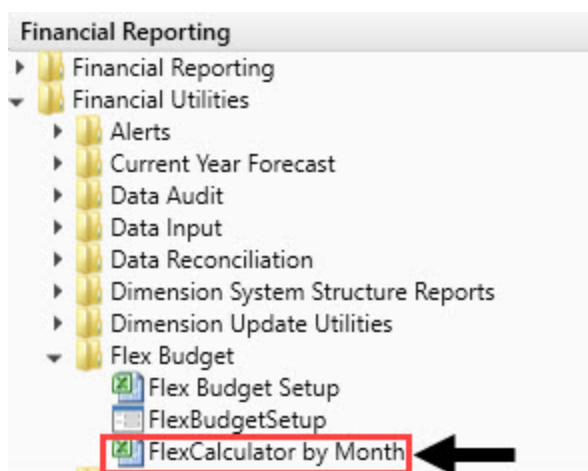 Financial Reporting
Financial Reporting
Financial Utilities
Alerts
Current Year Forecast
Data Audit
Data Input
Data Reconciliation
Dimension System Structure Reports
Dimension Update Utilities
Flex Budget
Flex Budget Setup
FlexBudgetSetup
FlexCalculator by Month